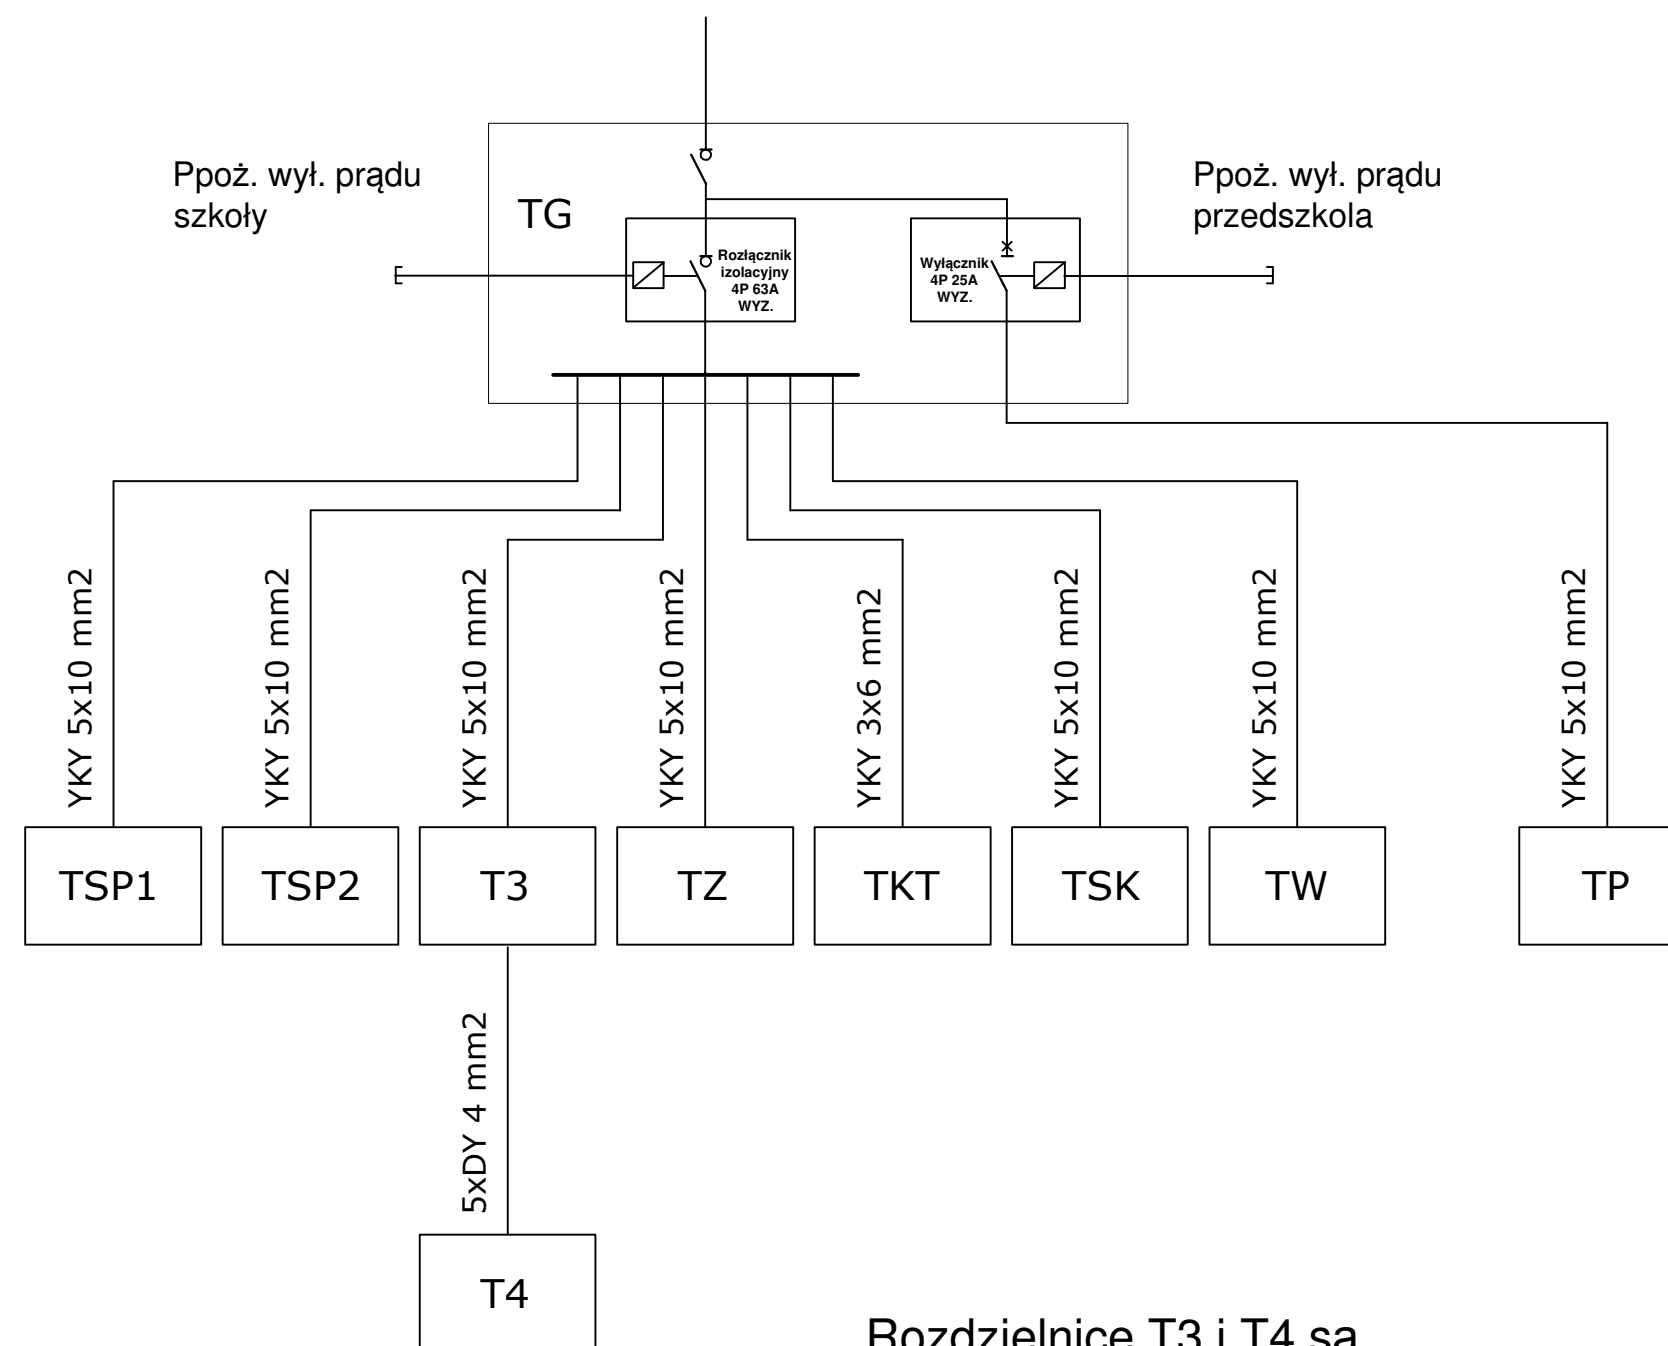 Ppoż. wył. prądu
szkoły
TG
Ppoż. wył. prądu
przedszkola
Rozłącznik
izolacyjny
4P 63A
WYZ.
Wyłącznik
4P 25A
WYZ.
YKY 5x10 mm2
YKY 5x10 mm2
YKY 5x10 mm2
YKY 5x10 mm2
YKY 3x6 mm2
YKY 5x10 mm2
YKY 5x10 mm2
YKY 5x10 mm2
TSP1
TSP2
T3
TZ
TKT
TSK
TW
TP
5xDY 4 mm2
T4
Rozdzielnice T3 i T4 są